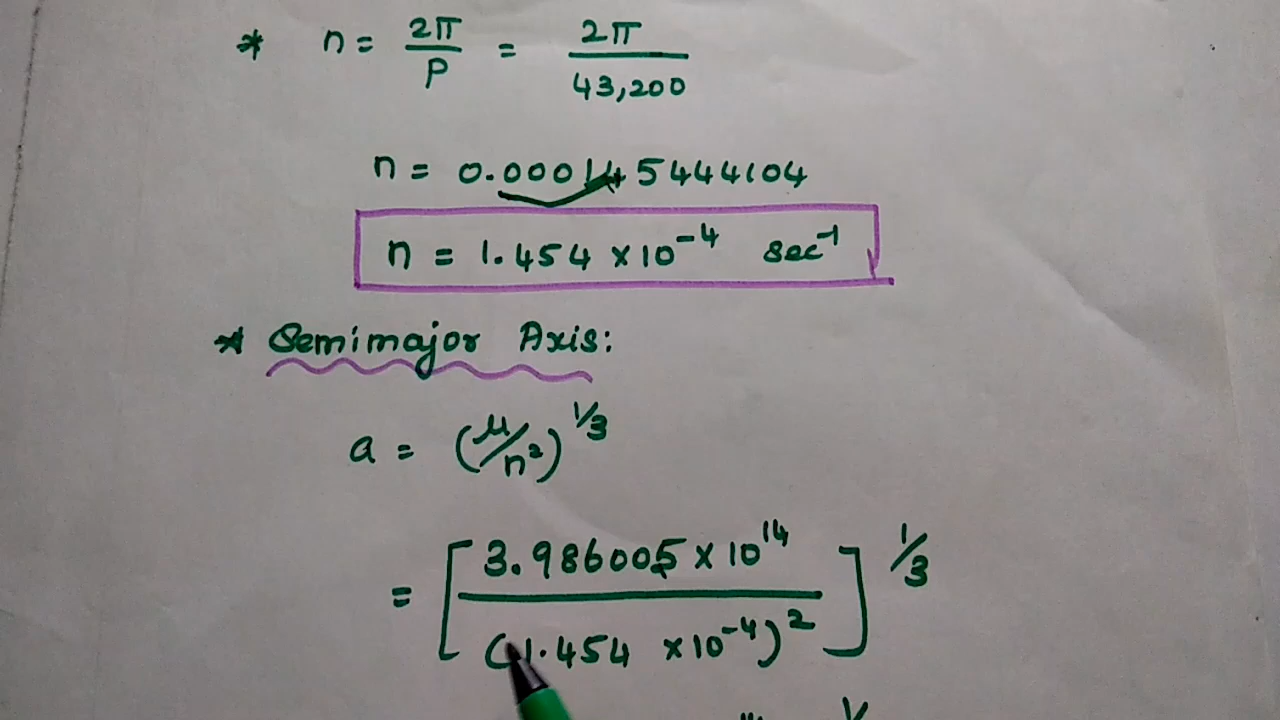 * n = 2π/P = 2π/43,200
n = 0.000145444104
n = 1.454 × 10⁻⁴ sec⁻¹
* Semimajor Axis:
a = (μ/n²)^1/3
= [3.986005 × 10¹⁴ / (1.454 × 10⁻⁴)²]^1/3